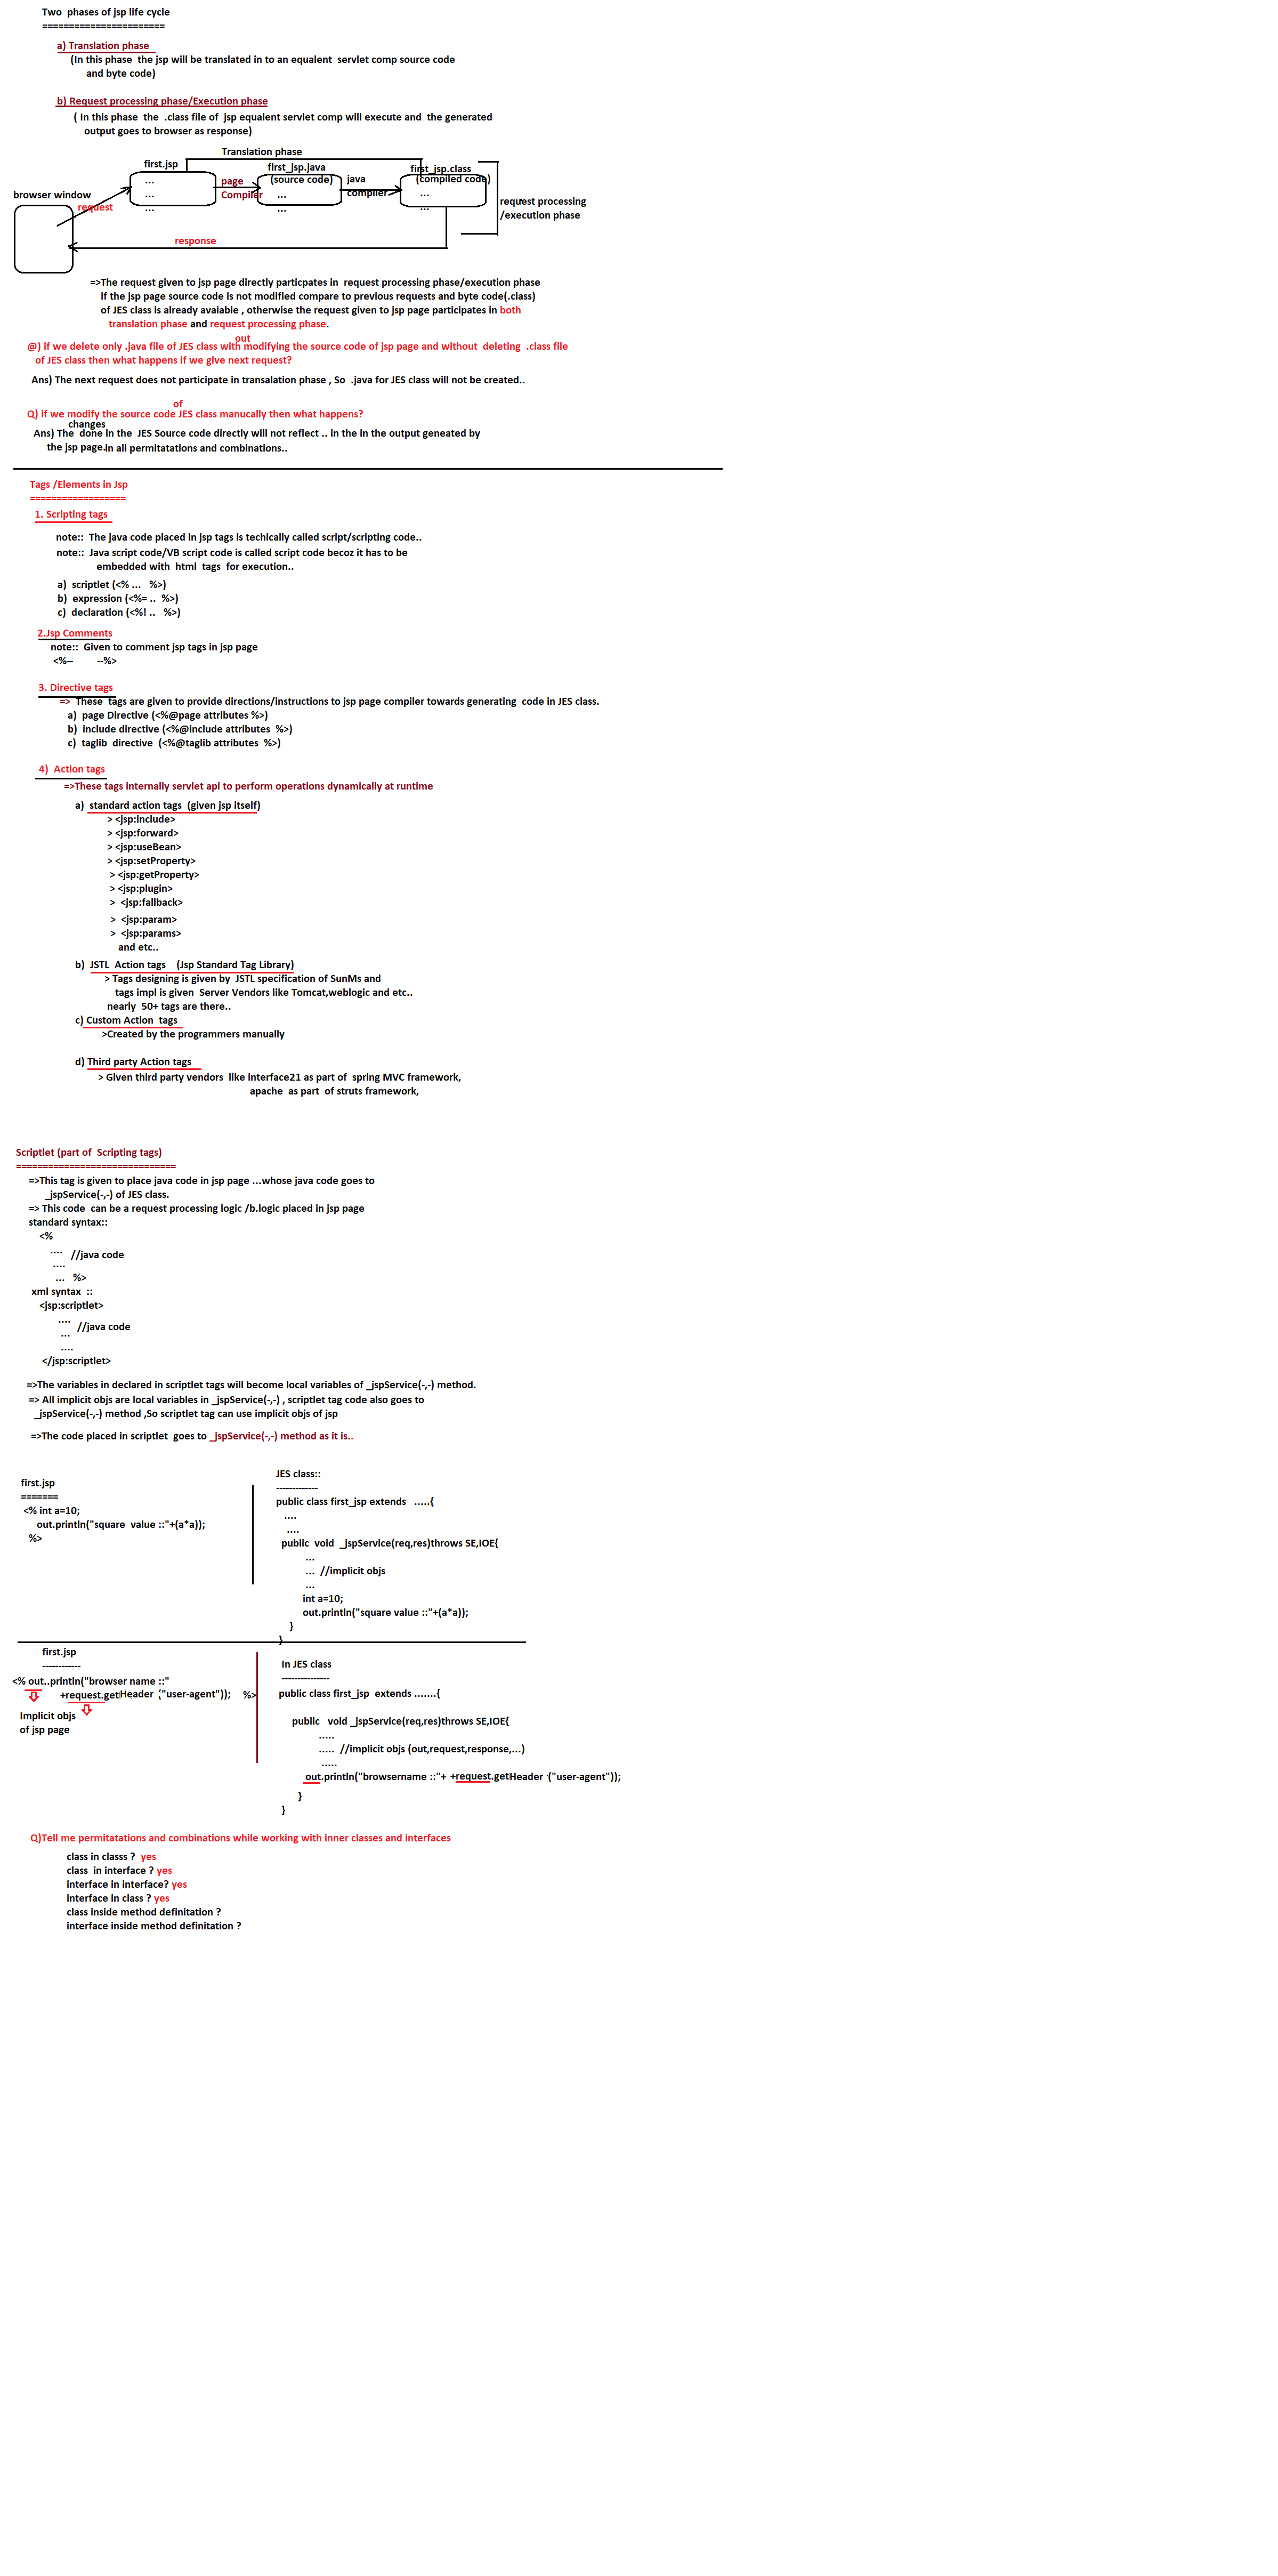 Two phases of jsp life cycle
=======================
a) Translation phase
(In this phase the jsp will be translated in to an equalent servlet comp source code
and byte code)
b) Request processing phase/Execution phase
( In this phase the .class file of jsp equalent servlet comp will execute and the generated
output goes to browser as response)
Translation phase
first.jsp
first_jsp.java
(source code)
first_jsp.class
(compiled code)
...
...
...
page
Compiler
...
...
java
compiler
...
...
browser window
request
request processing
/execution phase
response
=>The request given to jsp page directly particpates in request processing phase/execution phase
if the jsp page source code is not modified compare to previous requests and byte code(.class)
of JES class is already avaiable , otherwise the request given to jsp page participates in both
translation phase and request processing phase.
out
@) if we delete only .java file of JES class with modifying the source code of jsp page and without deleting .class file
of JES class then what happens if we give next request?
Ans) The next request does not participate in transalation phase , So .java for JES class will not be created..
of
Q) if we modify the source code JES class manucally then what happens?
changes
Ans) The done in the JES Source code directly will not reflect .. in the in the output geneated by
the jsp page.in all permitatations and combinations..
Tags /Elements in Jsp
==================
1. Scripting tags
note:: The java code placed in jsp tags is techically called script/scripting code..
note:: Java script code/VB script code is called script code becoz it has to be
embedded with html tags for execution..
a) scriptlet (<% ... %>)
b) expression (<%= .. %>)
c) declaration (<%! .. %>)
2.Jsp Comments
note:: Given to comment jsp tags in jsp page
<%-- --%>
3. Directive tags
=> These tags are given to provide directions/instructions to jsp page compiler towards generating code in JES class.
a) page Directive (<%@page attributes %>)
b) include directive (<%@include attributes %>)
c) taglib directive (<%@taglib attributes %>)
4) Action tags
=>These tags internally servlet api to perform operations dynamically at runtime
a) standard action tags (given jsp itself)
> <jsp:include>
> <jsp:forward>
> <jsp:useBean>
> <jsp:setProperty>
> <jsp:getProperty>
> <jsp:plugin>
> <jsp:fallback>
> <jsp:param>
> <jsp:params>
and etc..
b) JSTL Action tags (Jsp Standard Tag Library)
> Tags designing is given by JSTL specification of SunMs and
tags impl is given Server Vendors like Tomcat,weblogic and etc..
nearly 50+ tags are there..
c) Custom Action tags
>Created by the programmers manually
d) Third party Action tags
> Given third party vendors like interface21 as part of spring MVC framework,
apache as part of struts framework,
Scriptlet (part of Scripting tags)
==============================
=>This tag is given to place java code in jsp page ...whose java code goes to
_jspService(-,-) of JES class.
=> This code can be a request processing logic /b.logic placed in jsp page
standard syntax::
<%
.... //java code
....
... %>
xml syntax ::
<jsp:scriptlet>
....
... //java code
....
</jsp:scriptlet>
=>The variables in declared in scriptlet tags will become local variables of _jspService(-,-) method.
=> All implicit objs are local variables in _jspService(-,-) , scriptlet tag code also goes to
_jspService(-,-) method ,So scriptlet tag can use implicit objs of jsp
=>The code placed in scriptlet goes to _jspService(-,-) method as it is..
first.jsp
=======
<% int a=10;
out.println("square value ::"+(a*a));
%>
JES class::
-------------
public class first_jsp extends .....{
....
....
public void _jspService(req,res)throws SE,IOE{
...
... //implicit objs
...
int a=10;
out.println("square value ::"+(a*a));
}
}
first.jsp
------------
<% out..println("browser name ::"
+request.getHeader ("user-agent")); %>
Implicit objs
of jsp page
In JES class
---------------
public class first_jsp extends .......{
public void _jspService(req,res)throws SE,IOE{
.....
..... //implicit objs (out,request,response,...)
.....
out.println("browsername ::"+ +request.getHeader ("user-agent"));
}
}
Q)Tell me permitatations and combinations while working with inner classes and interfaces
class in classs ? yes
class in interface ? yes
interface in interface? yes
interface in class ? yes
class inside method definitation ?
interface inside method definitation ?